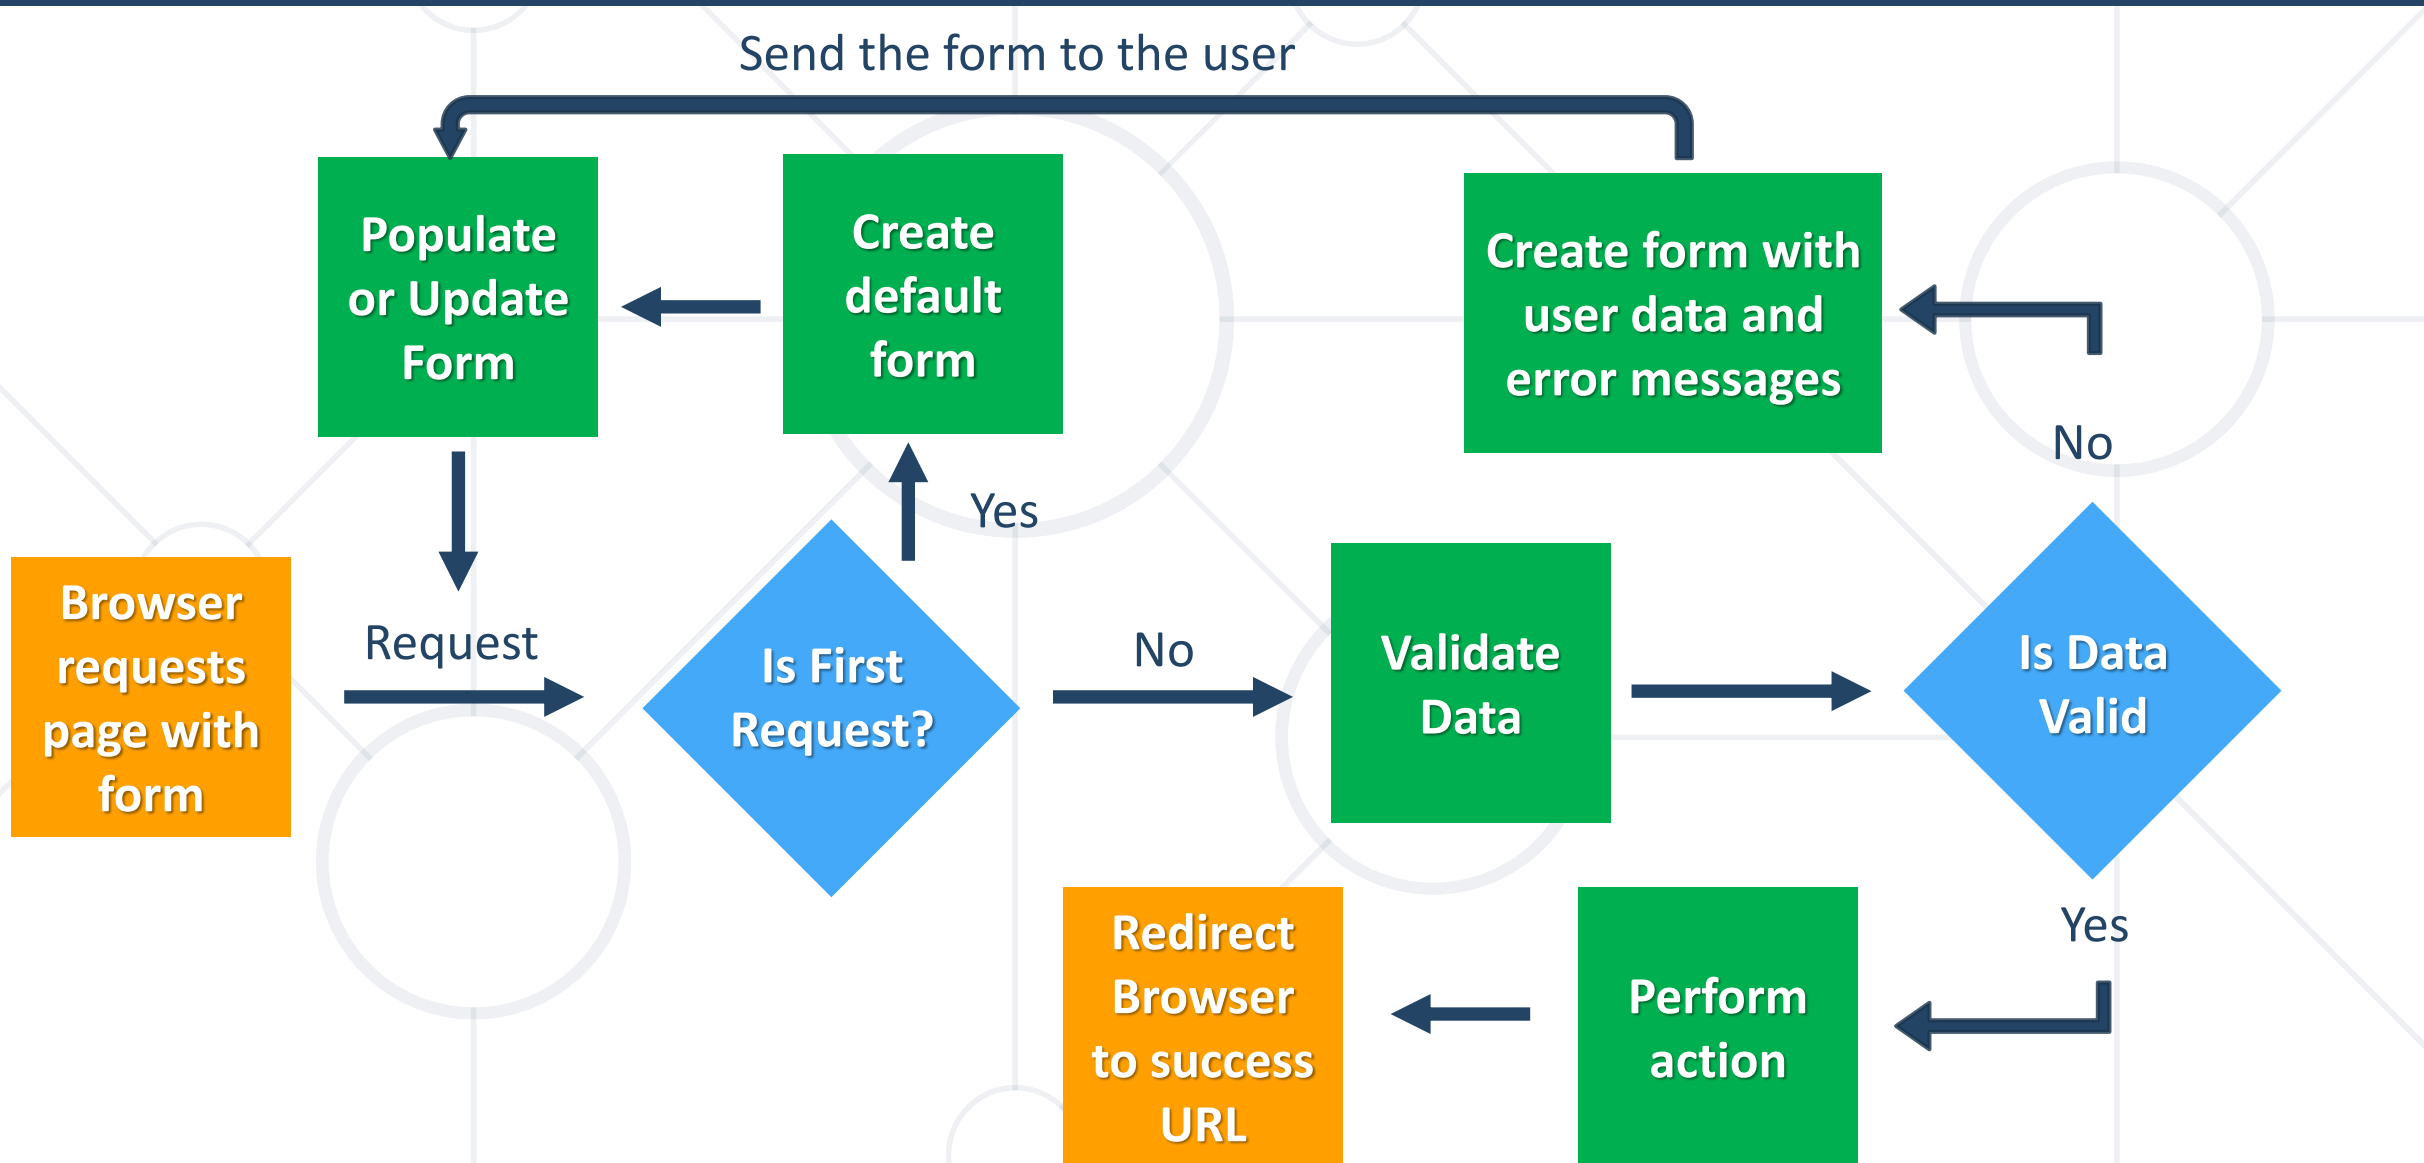 Send the form to the user
Populate
or Update
Form
Create
default
form
Create form with
user data and
error messages
No
Yes
Browser
requests
page with
form
Request
Is First
Request?
No
Validate
Data
Is Data
Valid
Yes
Redirect
Browser
to success
URL
Perform
action